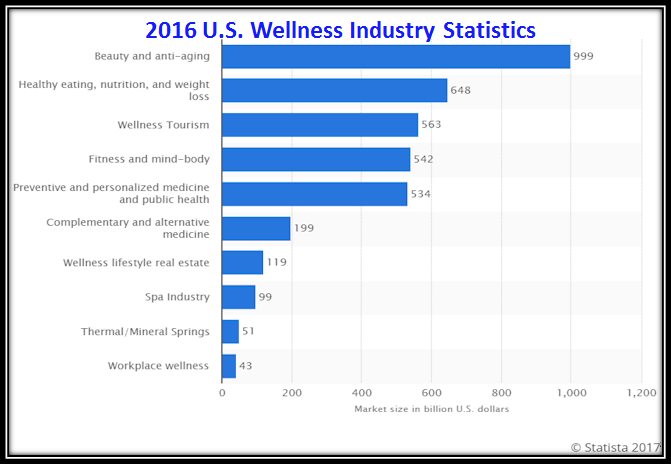 2016 U.S. Wellness Industry Statistics
Beauty and anti-aging
999
Healthy eating, nutrition, and weight
loss
648
Wellness Tourism
563
Fitness and mind-body
542
Preventive and personalized medicine
and public health
534
Complementary and alternative
medicine
199
Wellness lifestyle real estate
119
Spa Industry
99
Thermal/Mineral Springs
51
Workplace wellness
43
0 200 400 600 800 1,000 1,200
Market size in billion U.S. dollars
© Statista 2017